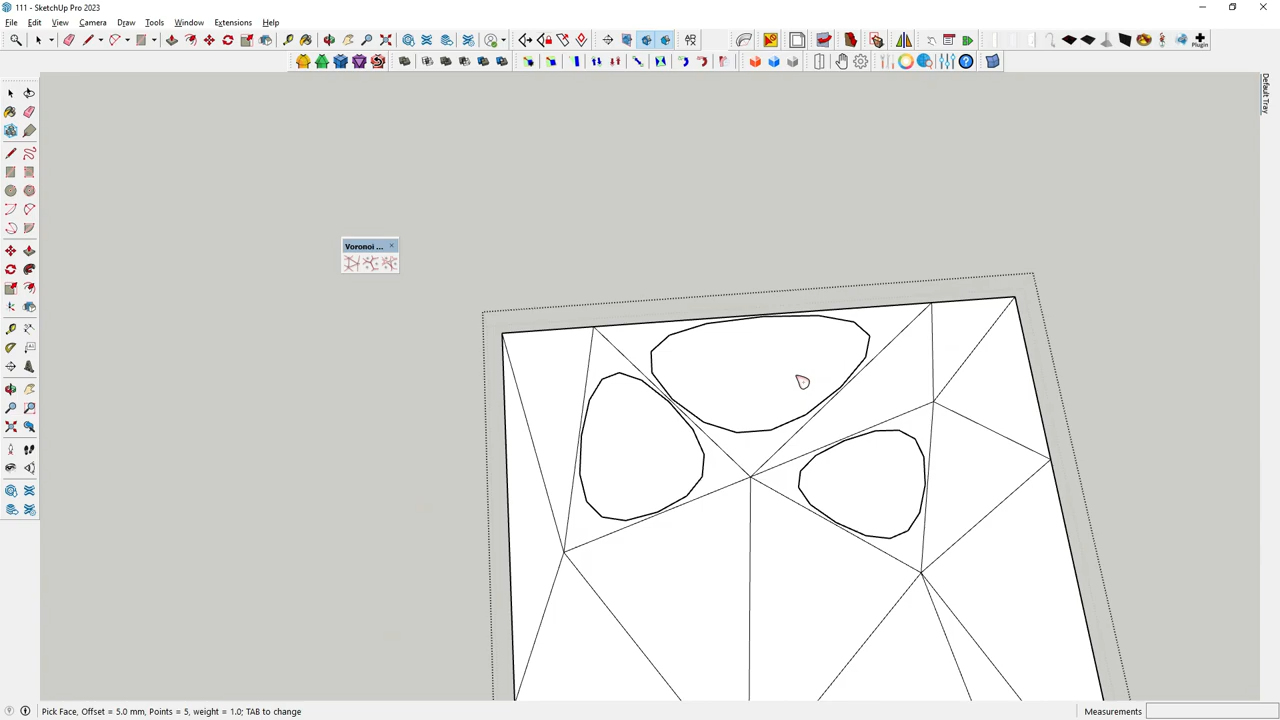 111 - SketchUp Pro 2023
File Edit View Camera Draw Tools Window Extensions Help
Plugin
Default Tray
Voronoi ...
Pick Face, Offset = 5.0 mm, Points = 5, weight = 1.0; TAB to change
Measurements